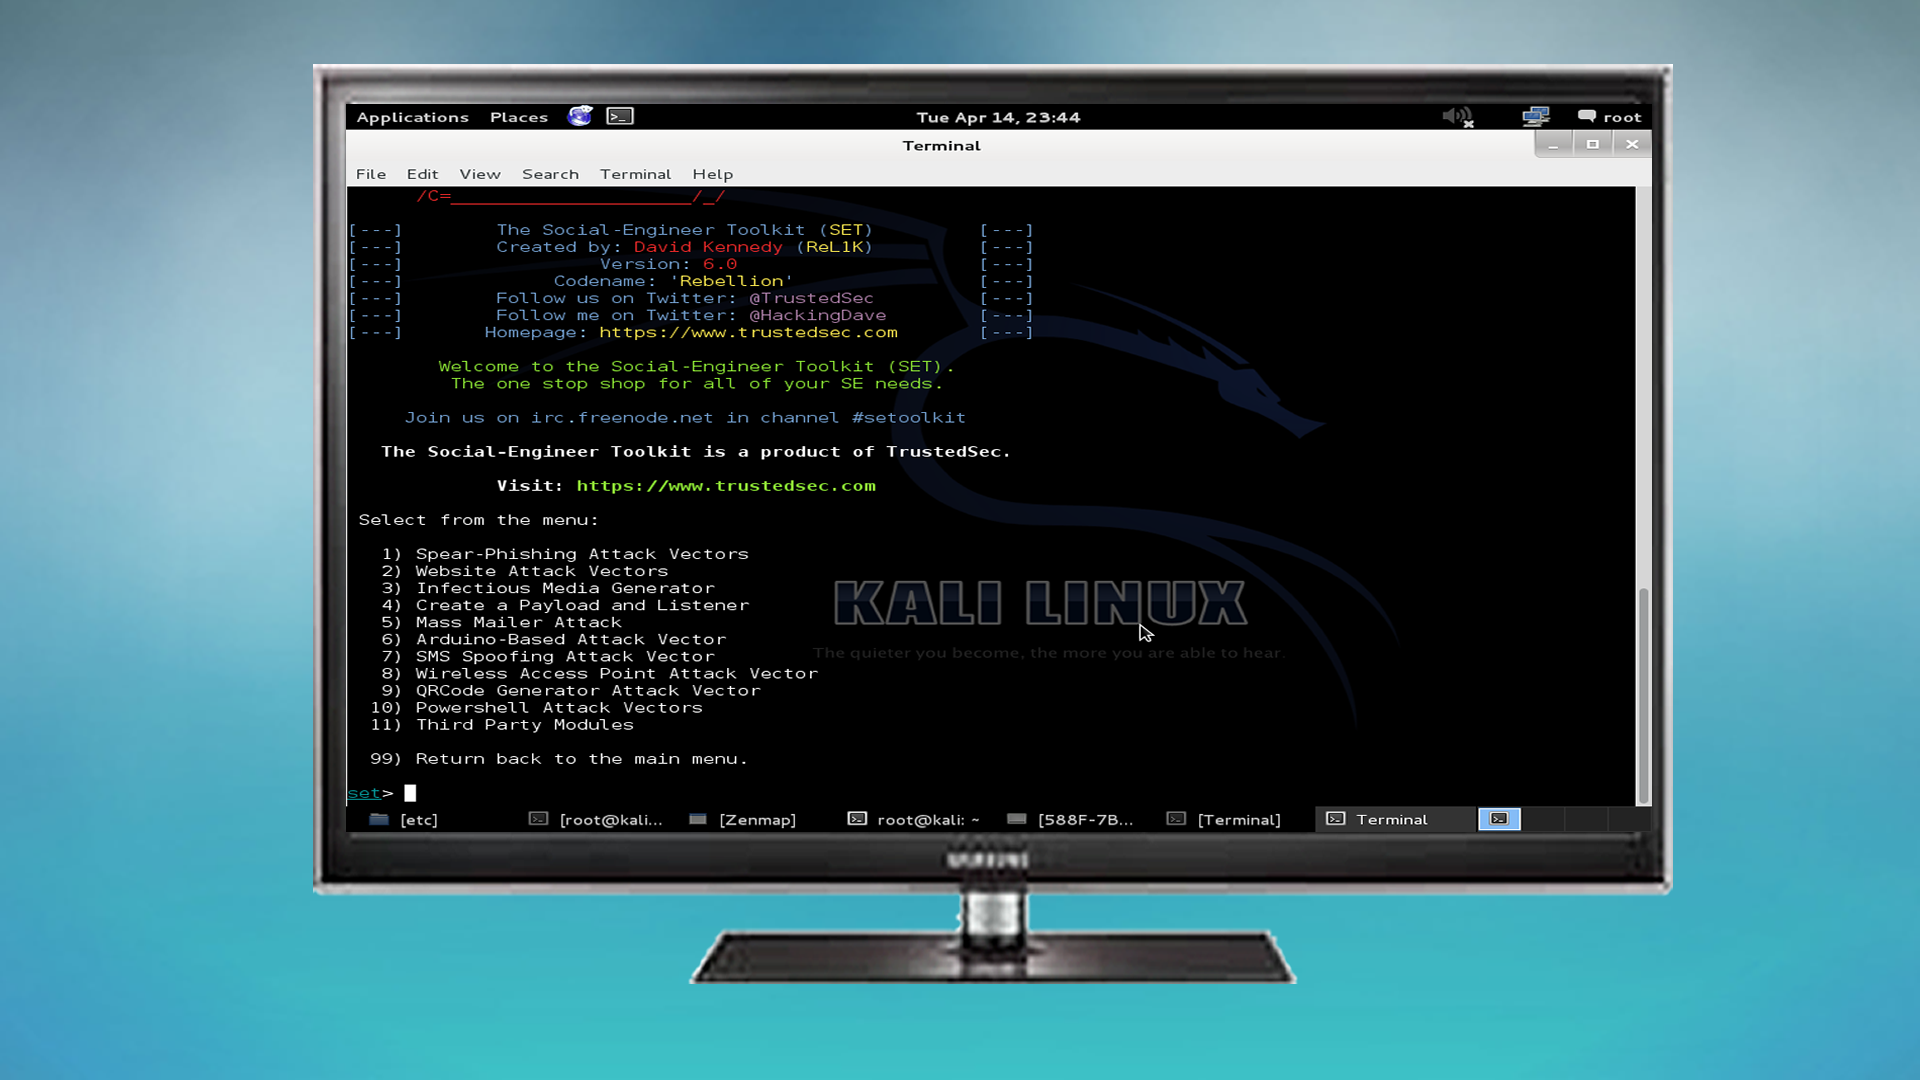 Applications Places Tue Apr 14, 23:44 root
Terminal
File Edit View Search Terminal Help
/C=_____________________/_/
[---] The Social-Engineer Toolkit (SET) [---]
[---] Created by: David Kennedy (ReL1K) [---]
[---] Version: 6.0 [---]
[---] Codename: 'Rebellion' [---]
[---] Follow us on Twitter: @TrustedSec [---]
[---] Follow me on Twitter: @HackingDave [---]
[---] Homepage: https://www.trustedsec.com [---]
Welcome to the Social-Engineer Toolkit (SET).
The one stop shop for all of your SE needs.
Join us on irc.freenode.net in channel #setoolkit
The Social-Engineer Toolkit is a product of TrustedSec.
Visit: https://www.trustedsec.com
Select from the menu:
1) Spear-Phishing Attack Vectors
2) Website Attack Vectors
3) Infectious Media Generator
4) Create a Payload and Listener
5) Mass Mailer Attack
6) Arduino-Based Attack Vector
7) SMS Spoofing Attack Vector
8) Wireless Access Point Attack Vector
9) QRCode Generator Attack Vector
10) Powershell Attack Vectors
11) Third Party Modules
99) Return back to the main menu.
set>
KALI LINUX
The quieter you become, the more you are able to hear.
[etc] [root@kali... [Zenmap] root@kali: ~ [588F-7B... [Terminal] Terminal
SAMSUNG